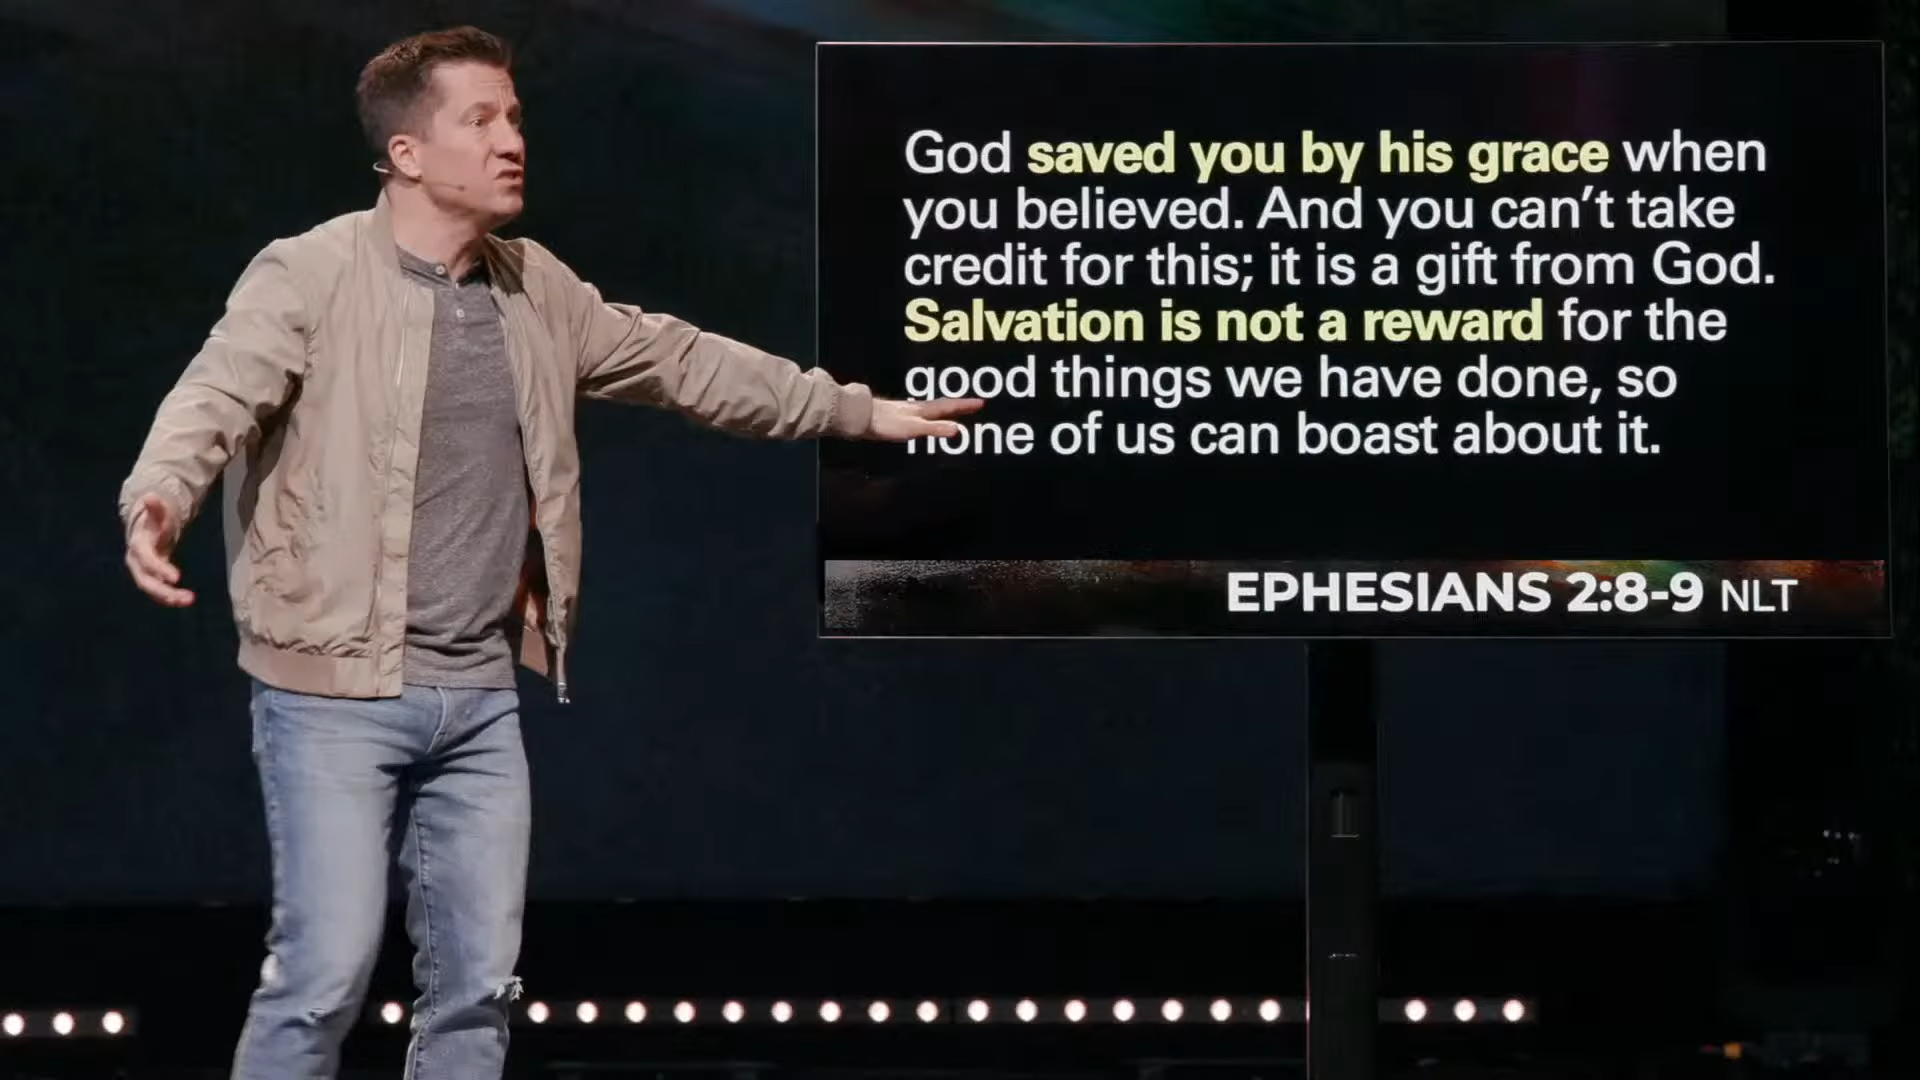 God saved you by his grace when
you believed. And you can’t take
credit for this; it is a gift from God.
Salvation is not a reward for the
good things we have done, so
none of us can boast about it.
EPHESIANS 2:8-9 NLT